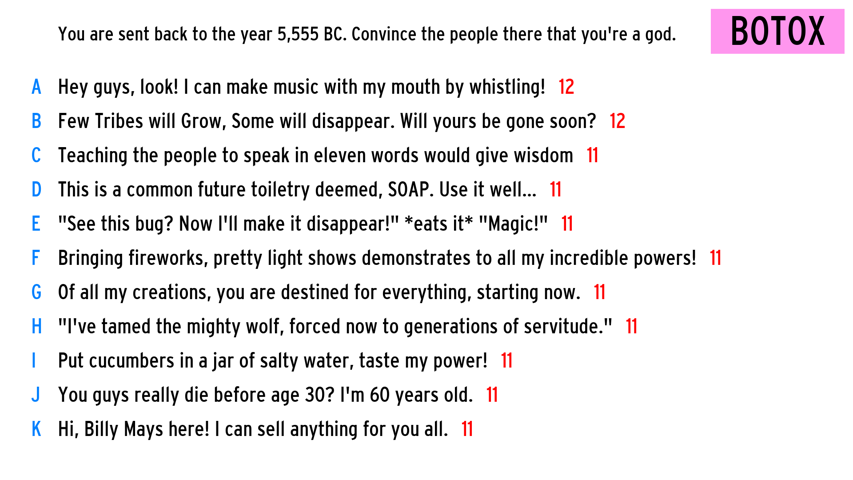 You are sent back to the year 5,555 BC. Convince the people there that you're a god.
BOTOX
A Hey guys, look! I can make music with my mouth by whistling! 12
B Few Tribes will Grow, Some will disappear. Will yours be gone soon? 12
C Teaching the people to speak in eleven words would give wisdom 11
D This is a common future toiletry deemed, SOAP. Use it well... 11
E "See this bug? Now I'll make it disappear!" *eats it* "Magic!" 11
F Bringing fireworks, pretty light shows demonstrates to all my incredible powers! 11
G Of all my creations, you are destined for everything, starting now. 11
H "I've tamed the mighty wolf, forced now to generations of servitude." 11
I Put cucumbers in a jar of salty water, taste my power! 11
J You guys really die before age 30? I'm 60 years old. 11
K Hi, Billy Mays here! I can sell anything for you all. 11